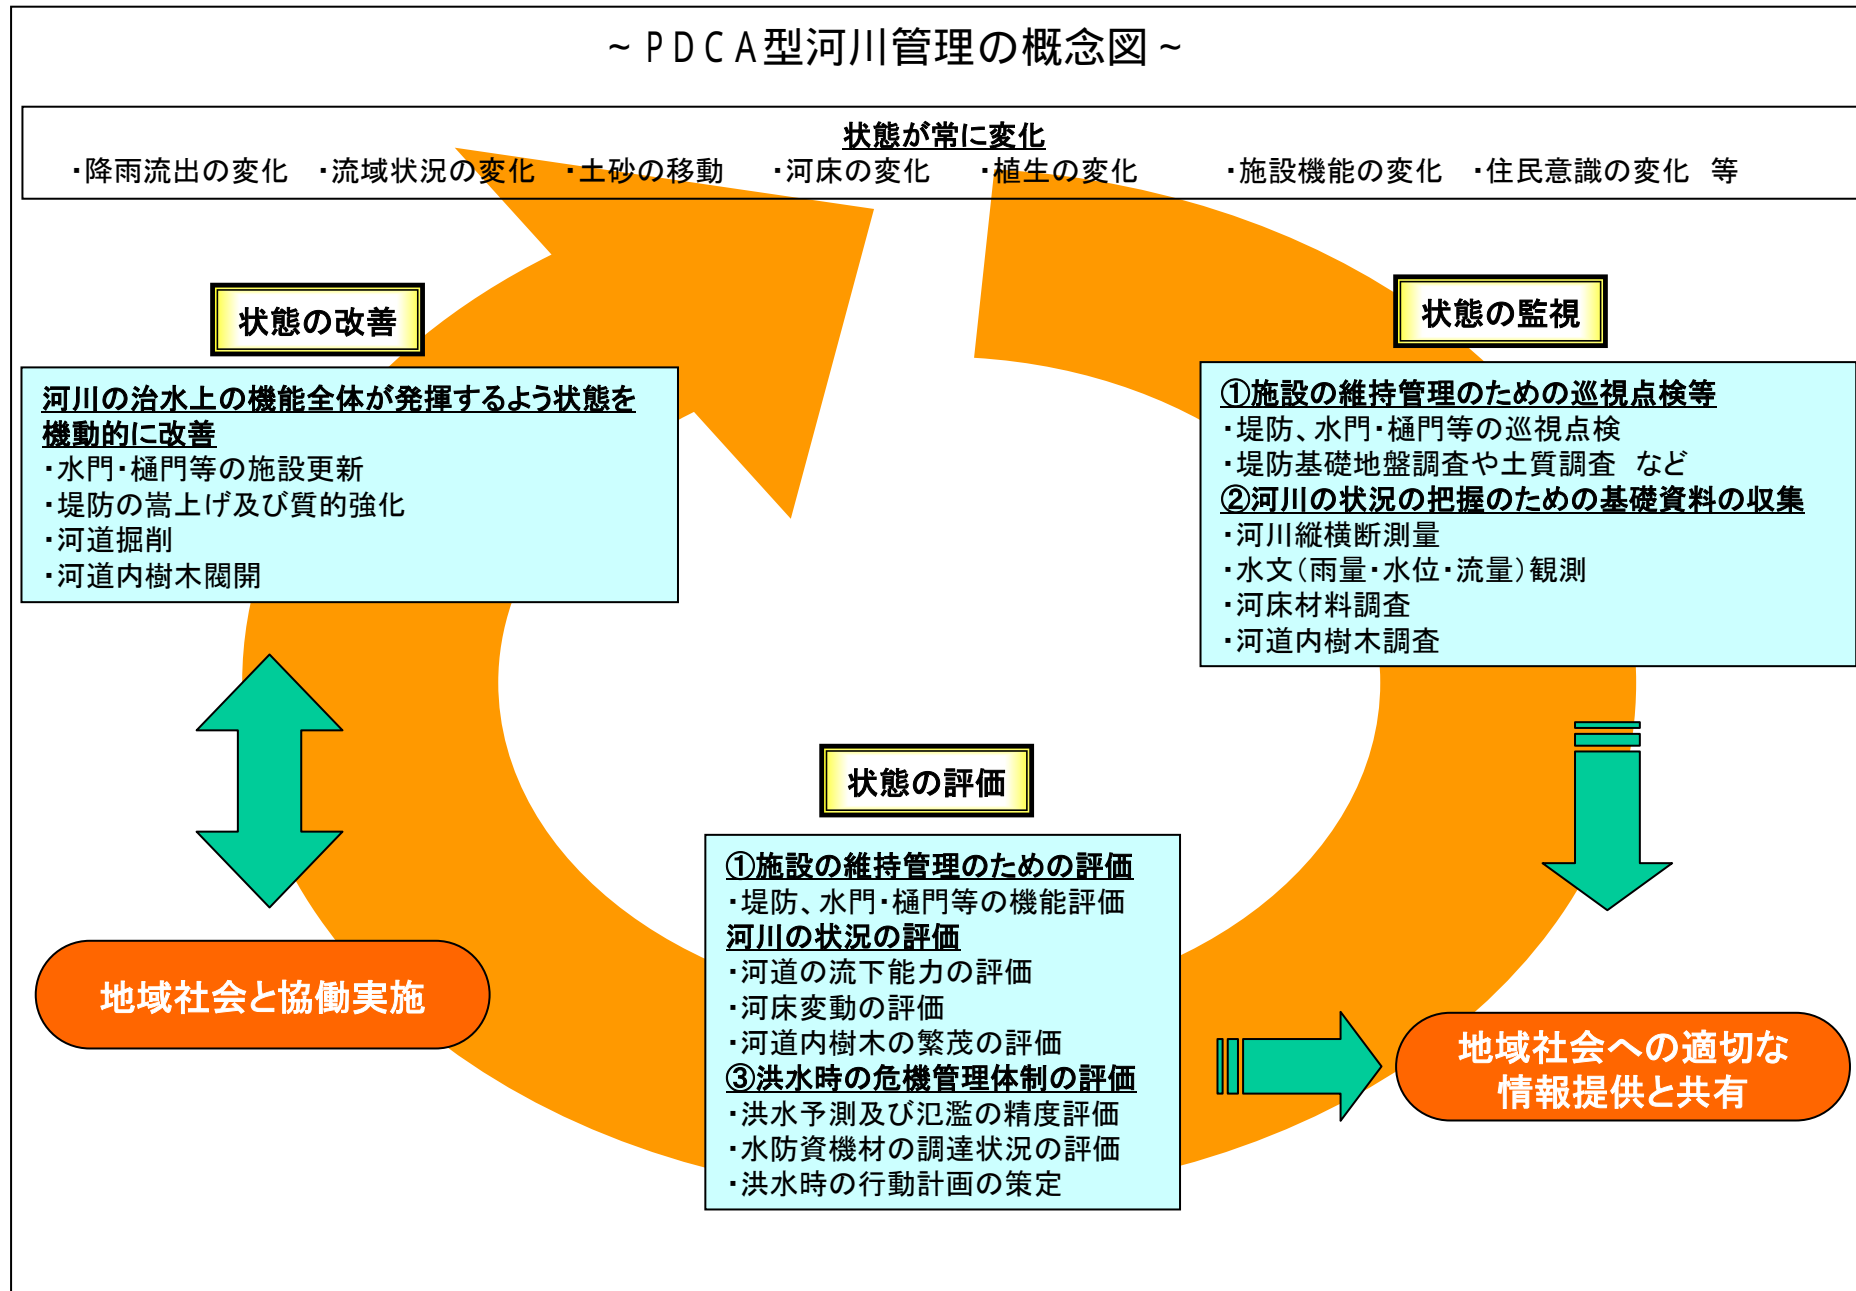 ~ＰＤＣＡ型河川管理の概念図~
状態が常に変化
・降雨流出の変化　・流域状況の変化　・土砂の移動　・河床の変化　・植生の変化　・施設機能の変化　・住民意識の変化　等
状態の改善
河川の治水上の機能全体が発揮するよう状態を
機動的に改善
・水門・樋門等の施設更新
・堤防の嵩上げ及び質的強化
・河道掘削
・河道内樹木閥開
状態の監視
①施設の維持管理のための巡視点検等
・堤防、水門・樋門等の巡視点検
・堤防基礎地盤調査や土質調査　など
②河川の状況の把握のための基礎資料の収集
・河川縦横断測量
・水文（雨量・水位・流量）観測
・河床材料調査
・河道内樹木調査
状態の評価
①施設の維持管理のための評価
・堤防、水門・樋門等の機能評価
河川の状況の評価
・河道の流下能力の評価
・河床変動の評価
・河道内樹木の繁茂の評価
③洪水時の危機管理体制の評価
・洪水予測及び氾濫の精度評価
・水防資機材の調達状況の評価
・洪水時の行動計画の策定
地域社会と協働実施
地域社会への適切な
情報提供と共有